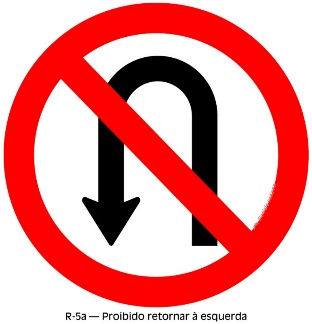 R-5a — Proibido retornar à esquerda